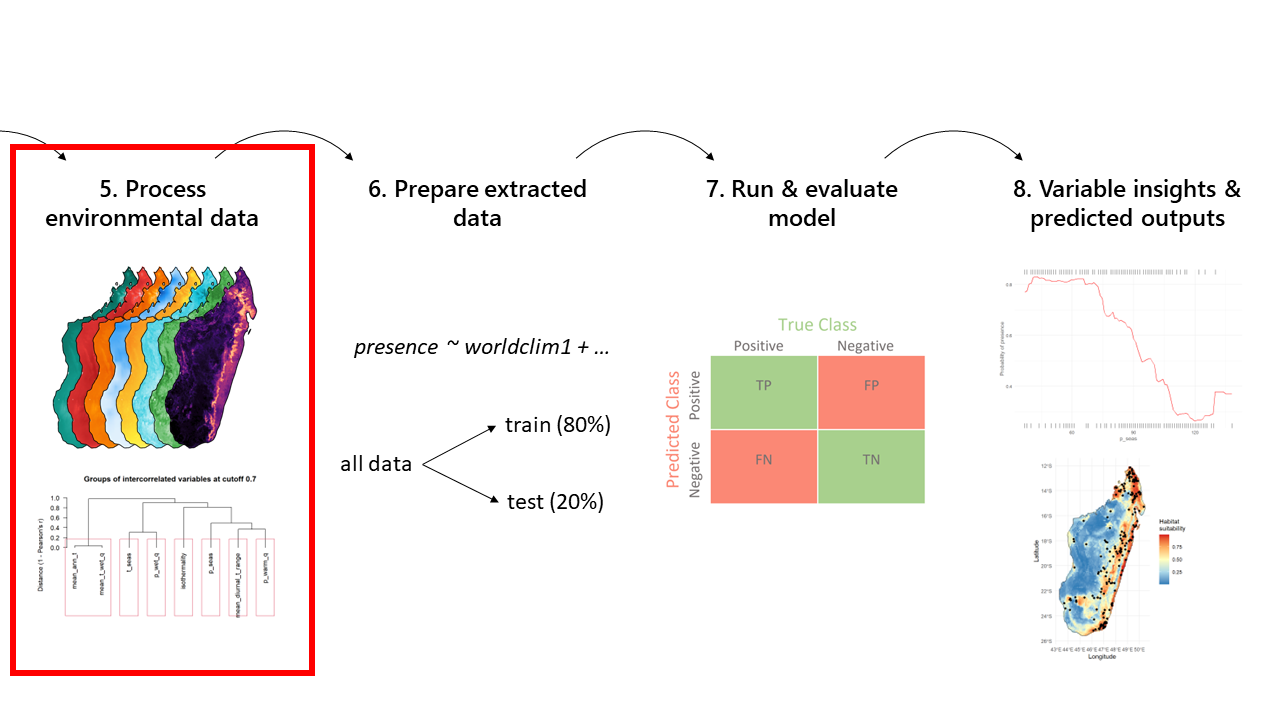 5. Process
environmental data
6. Prepare extracted
data
7. Run & evaluate
model
8. Variable insights &
predicted outputs
presence ~ worldclim1 + ...
all data
train (80%)
test (20%)
True Class
Positive
Negative
Predicted Class
Positive
Negative
TP
FP
FN
TN
Groups of intercorrelated variables at cutoff 0.7
Distance (1 - Pearson's r)
1.0
0.8
0.6
0.4
0.2
0.0
mean_ann_t
mean_t_wet_q
t_seas
p_wet_q
isothermality
p_seas
mean_diurnal_t_range
p_warm_q
Probability of presence
0.8
0.6
0.4
60
90
120
p_seas
Latitude
12°S
14°S
16°S
18°S
20°S
22°S
24°S
26°S
43°E 44°E 45°E 46°E 47°E 48°E 49°E 50°E
Longitude
Habitat
suitability
0.75
0.50
0.25